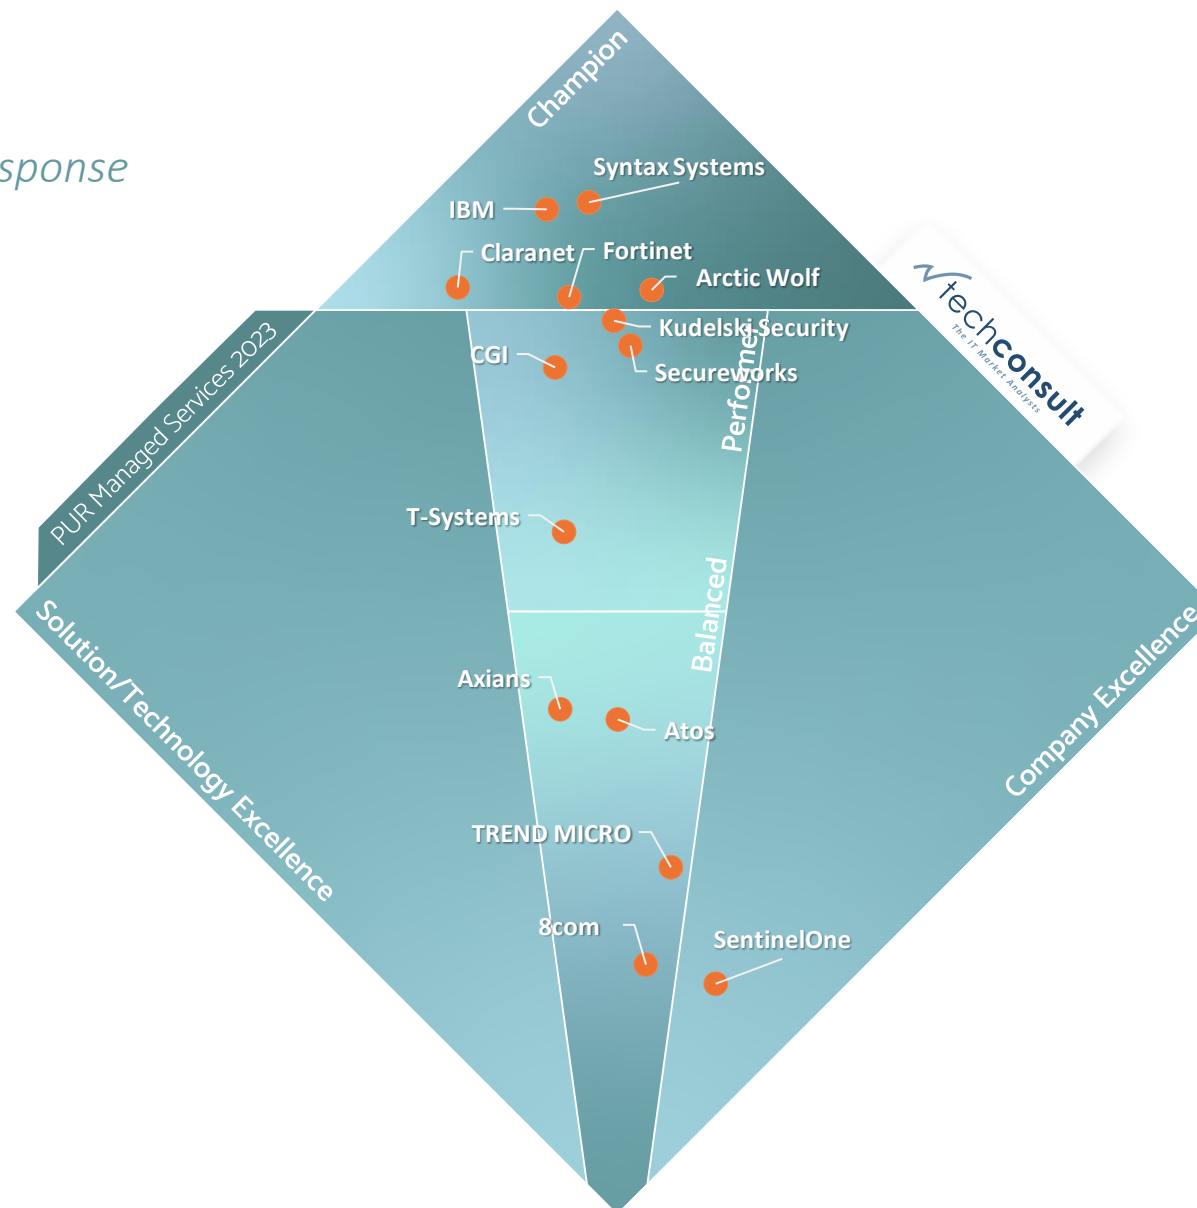 sponse
Champion
Syntax Systems
IBM
Claranet
Fortinet
Arctic Wolf
Kudelski Security
CGI
Secureworks
Performer
PUR Managed Services 2023
techconsult
The IT Market Analysts
T-Systems
Balanced
Solution/Technology Excellence
Company Excellence
Axians
Atos
TREND MICRO
8com
SentinelOne